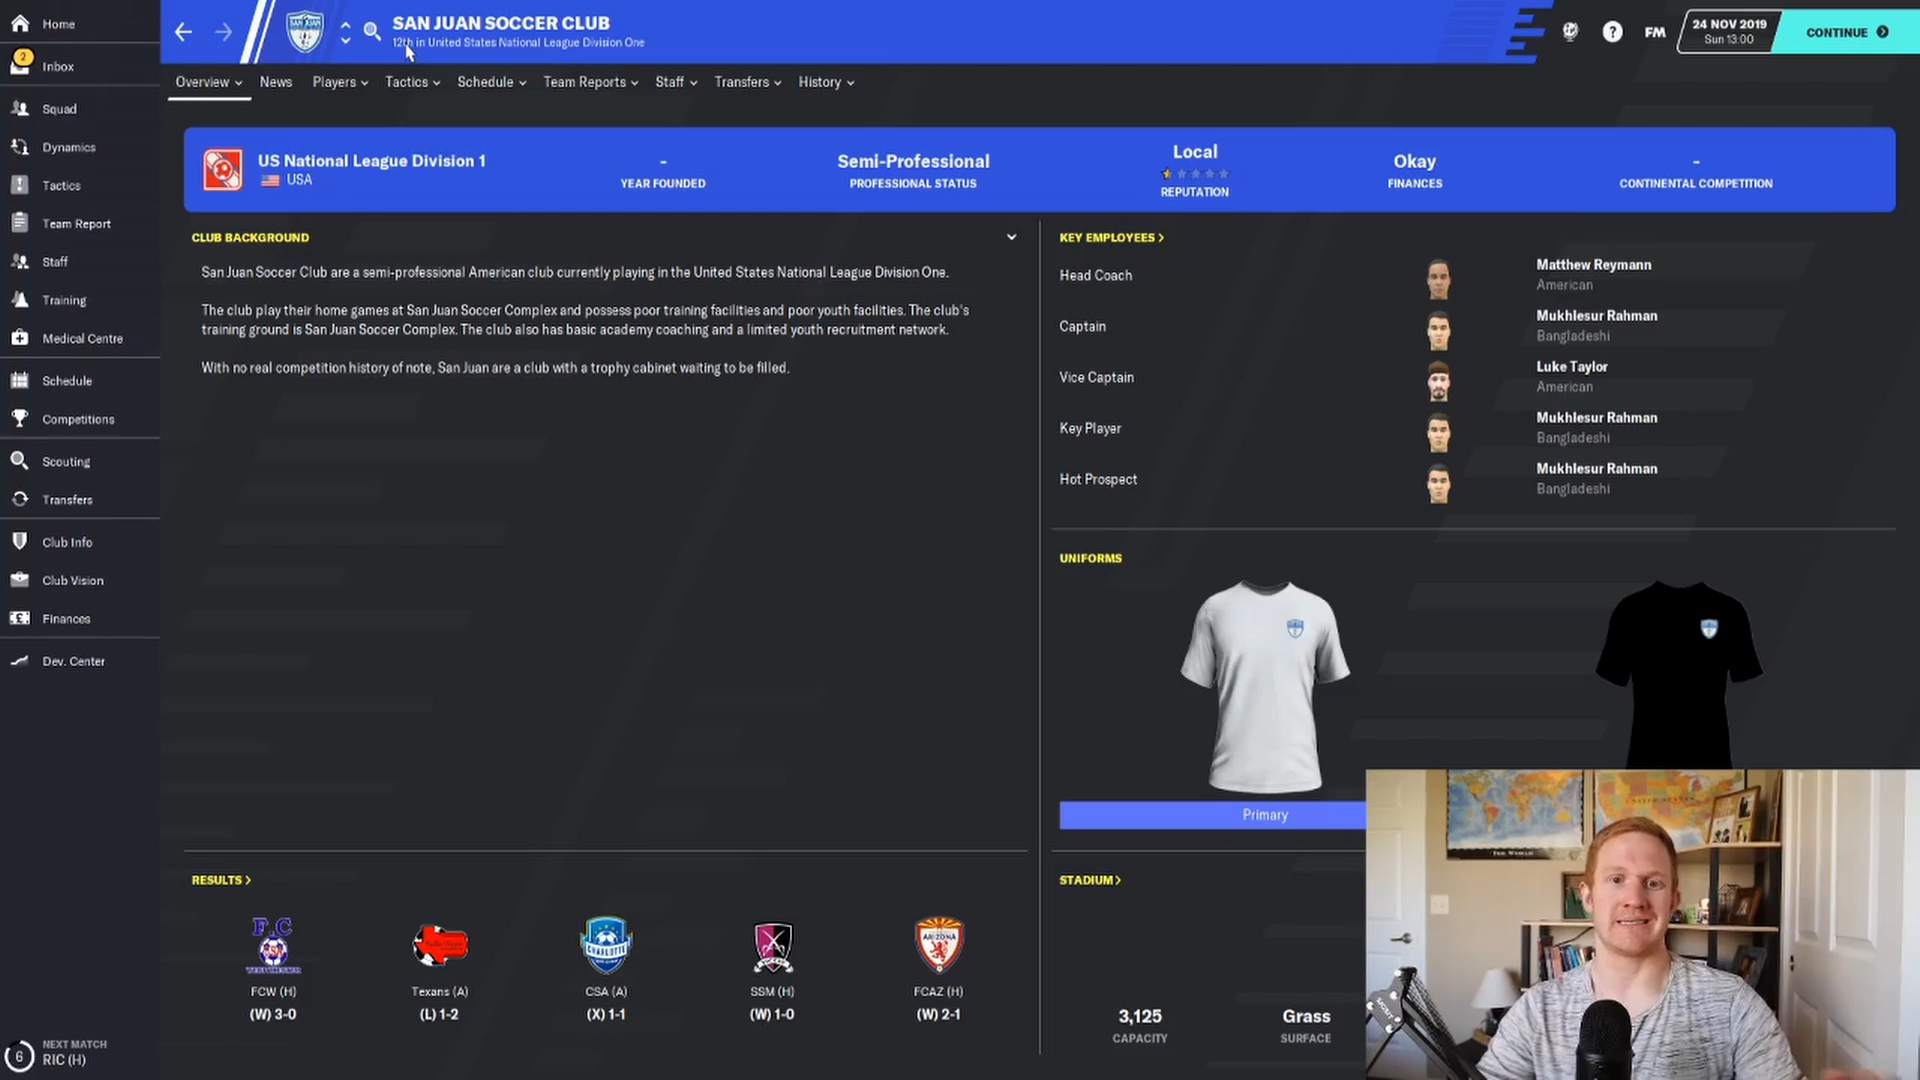 Home
2
Inbox
Squad
Dynamics
Tactics
Team Report
Staff
Training
Medical Centre
Schedule
Competitions
Scouting
Transfers
Club Info
Club Vision
Finances
Dev. Center
6
NEXT MATCH
RIC (H)
SAN JUAN SOCCER CLUB
12th in United States National League Division One
FM
24 NOV 2019
Sun 13:00
CONTINUE
Overview
News
Players
Tactics
Schedule
Team Reports
Staff
Transfers
History
US National League Division 1
USA
-
YEAR FOUNDED
Semi-Professional
PROFESSIONAL STATUS
Local
REPUTATION
Okay
FINANCES
-
CONTINENTAL COMPETITION
CLUB BACKGROUND
San Juan Soccer Club are a semi-professional American club currently playing in the United States National League Division One.
The club play their home games at San Juan Soccer Complex and possess poor training facilities and poor youth facilities. The club's
training ground is San Juan Soccer Complex. The club also has basic academy coaching and a limited youth recruitment network.
With no real competition history of note, San Juan are a club with a trophy cabinet waiting to be filled.
KEY EMPLOYEES >
Head Coach
Matthew Reymann
American
Captain
Mukhlesur Rahman
Bangladeshi
Vice Captain
Luke Taylor
American
Key Player
Mukhlesur Rahman
Bangladeshi
Hot Prospect
Mukhlesur Rahman
Bangladeshi
UNIFORMS
Primary
RESULTS >
F.C
CHARLOTTE
ARIZONA
FCW (H)
(W) 3-0
Texans (A)
(L) 1-2
CSA (A)
(X) 1-1
SSM (H)
(W) 1-0
FCAZ (H)
(W) 2-1
STADIUM >
3,125
CAPACITY
Grass
SURFACE
THE WORLD